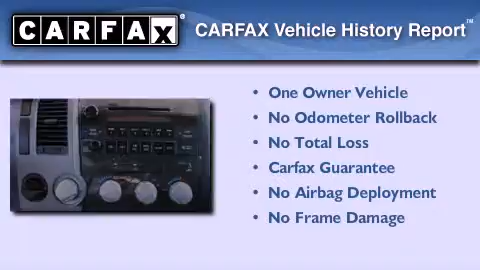 CARFAX CARFAX Vehicle History Report™
• One Owner Vehicle
• No Odometer Rollback
• No Total Loss
• Carfax Guarantee
• No Airbag Deployment
• No Frame Damage